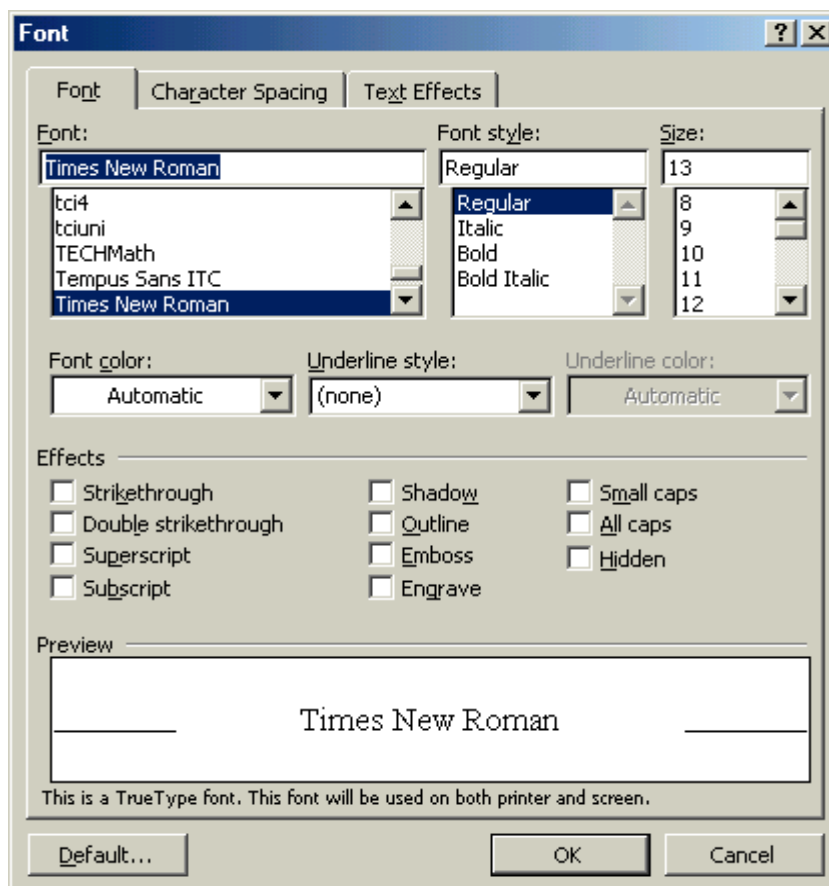 Font
Font Character Spacing Text Effects
Font: Font style: Size:
Times New Roman Regular 13
tci4 Regular 8
tciuni Italic 9
TECHMath Bold 10
Tempus Sans ITC Bold Italic 11
Times New Roman 12
Font color: Underline style: Underline color:
Automatic (none) Automatic
Effects
Strikethrough Shadow Small caps
Double strikethrough Outline All caps
Superscript Emboss Hidden
Subscript Engrave
Preview
Times New Roman
This is a TrueType font. This font will be used on both printer and screen.
Default... OK Cancel